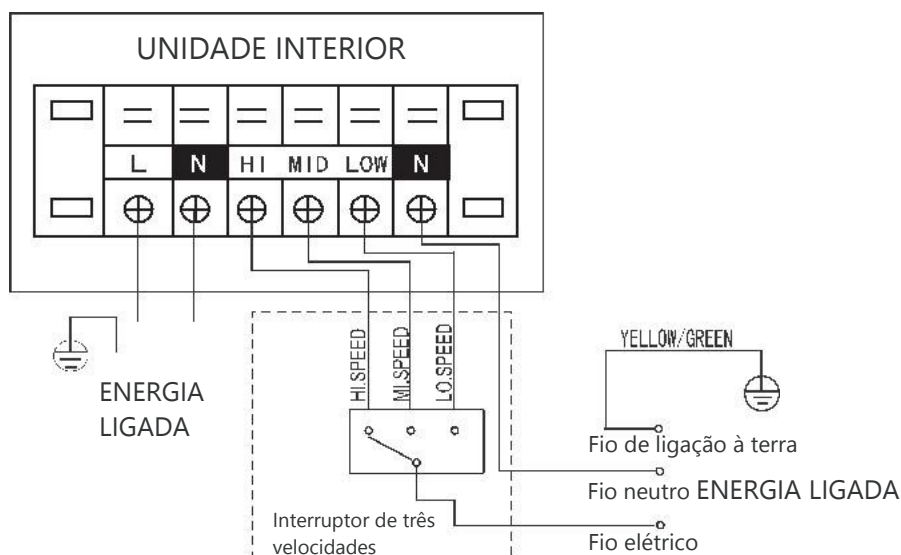 UNIDADE INTERIOR
L N HI MID LOW N
HI.SPEED
MI.SPEED
LO.SPEED
YELLOW/GREEN
ENERGIA
LIGADA
Fio de ligação à terra
Fio neutro ENERGIA LIGADA
Interruptor de três
velocidades
Fio elétrico